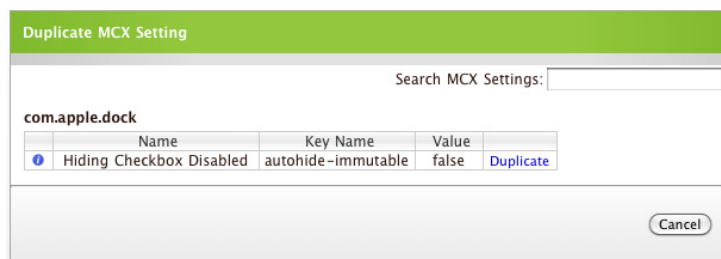 Duplicate MCX Setting
Search MCX Settings:
com.apple.dock
Name Key Name Value
Hiding Checkbox Disabled autohide-immutable false Duplicate
Cancel